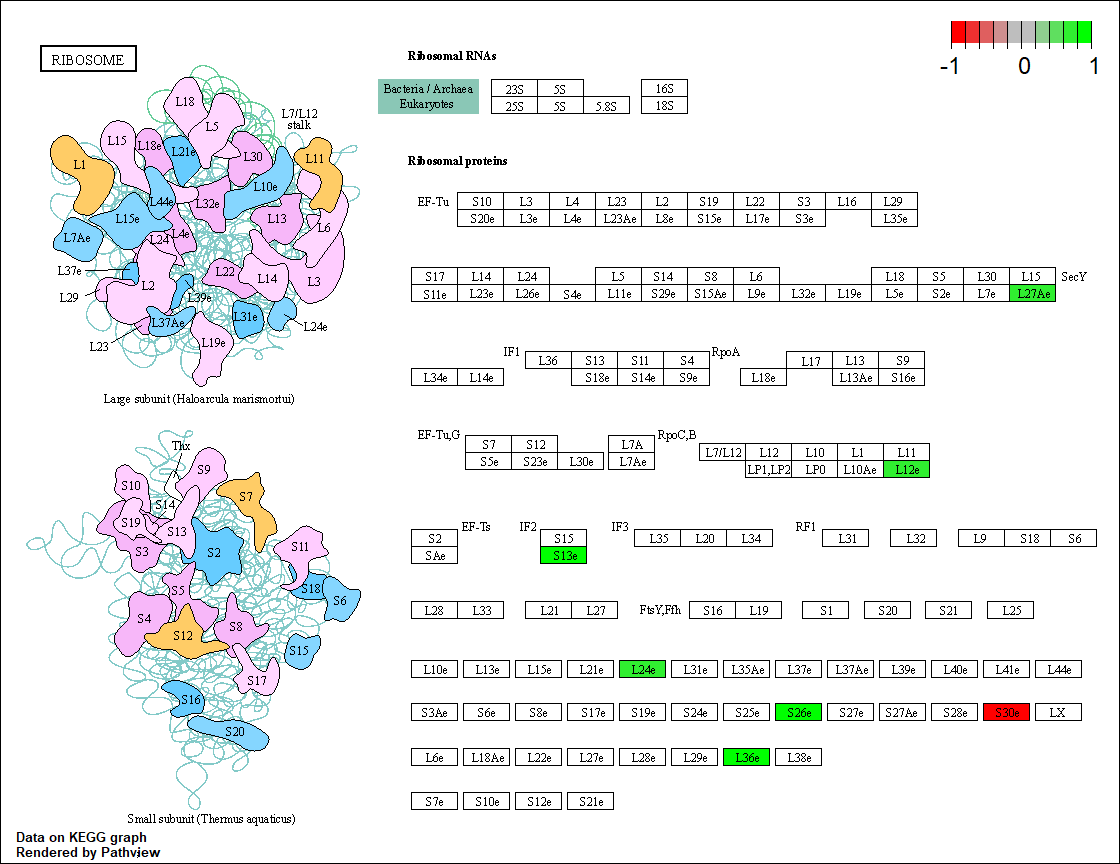 RIBOSOME
-1 0 1
Ribosomal RNAs
Bacteria / Archaea 23S 5S 16S
Eukaryotes 25S 5S 5.8S 18S
Ribosomal proteins
EF-Tu S10 L3 L4 L23 L2 S19 L22 S3 L16 L29
S20e L3e L4e L23Ae L8e S15e L17e S3e L35e
S17 L14 L24 L5 S14 S8 L6 L18 S5 L30 L15 SecY
S11e L23e L26e S4e L11e S29e S15Ae L9e L32e L19e L5e S2e L7e L27Ae
IF1 L36 S13 S11 S4 RpoA L17 L13 S9
L34e L14e S18e S14e S9e L18e L13Ae S16e
EF-Tu,G S7 S12 L7A RpoC,B L7/L12 L12 L10 L1 L11
S5e S23e L30e L7Ae LP1,LP2 LP0 L10Ae L12e
S2 EF-Ts IF2 S15 IF3 L35 L20 L34 RF1 L31 L32 L9 S18 S6
SAe S13e
L28 L33 L21 L27 FtsY,Ffh S16 L19 S1 S20 S21 L25
L10e L13e L15e L21e L24e L31e L35Ae L37e L37Ae L39e L40e L41e L44e
S3Ae S6e S8e S17e S19e S24e S25e S26e S27e S27Ae S28e S30e LX
L6e L18Ae L22e L27e L28e L29e L36e L38e
S7e S10e S12e S21e
L18
L5
L7/L12
stalk
L15
L18e
L21e
L30
L11
L1
L10e
L44e
L32e
L15e
L13
L6
L7Ae
L24
L4e
L37e
L22
L14
L3
L2
L29
L39e
L37Ae
L31e
L24e
L23
L19e
Large subunit (Haloarcula marismortui)
Thx
S9
S10
S7
S14
S19
S13
S3
S2
S11
S5
S18
S6
S4
S12
S8
S15
S17
S16
S20
Small subunit (Thermus aquaticus)
Data on KEGG graph
Rendered by Pathview